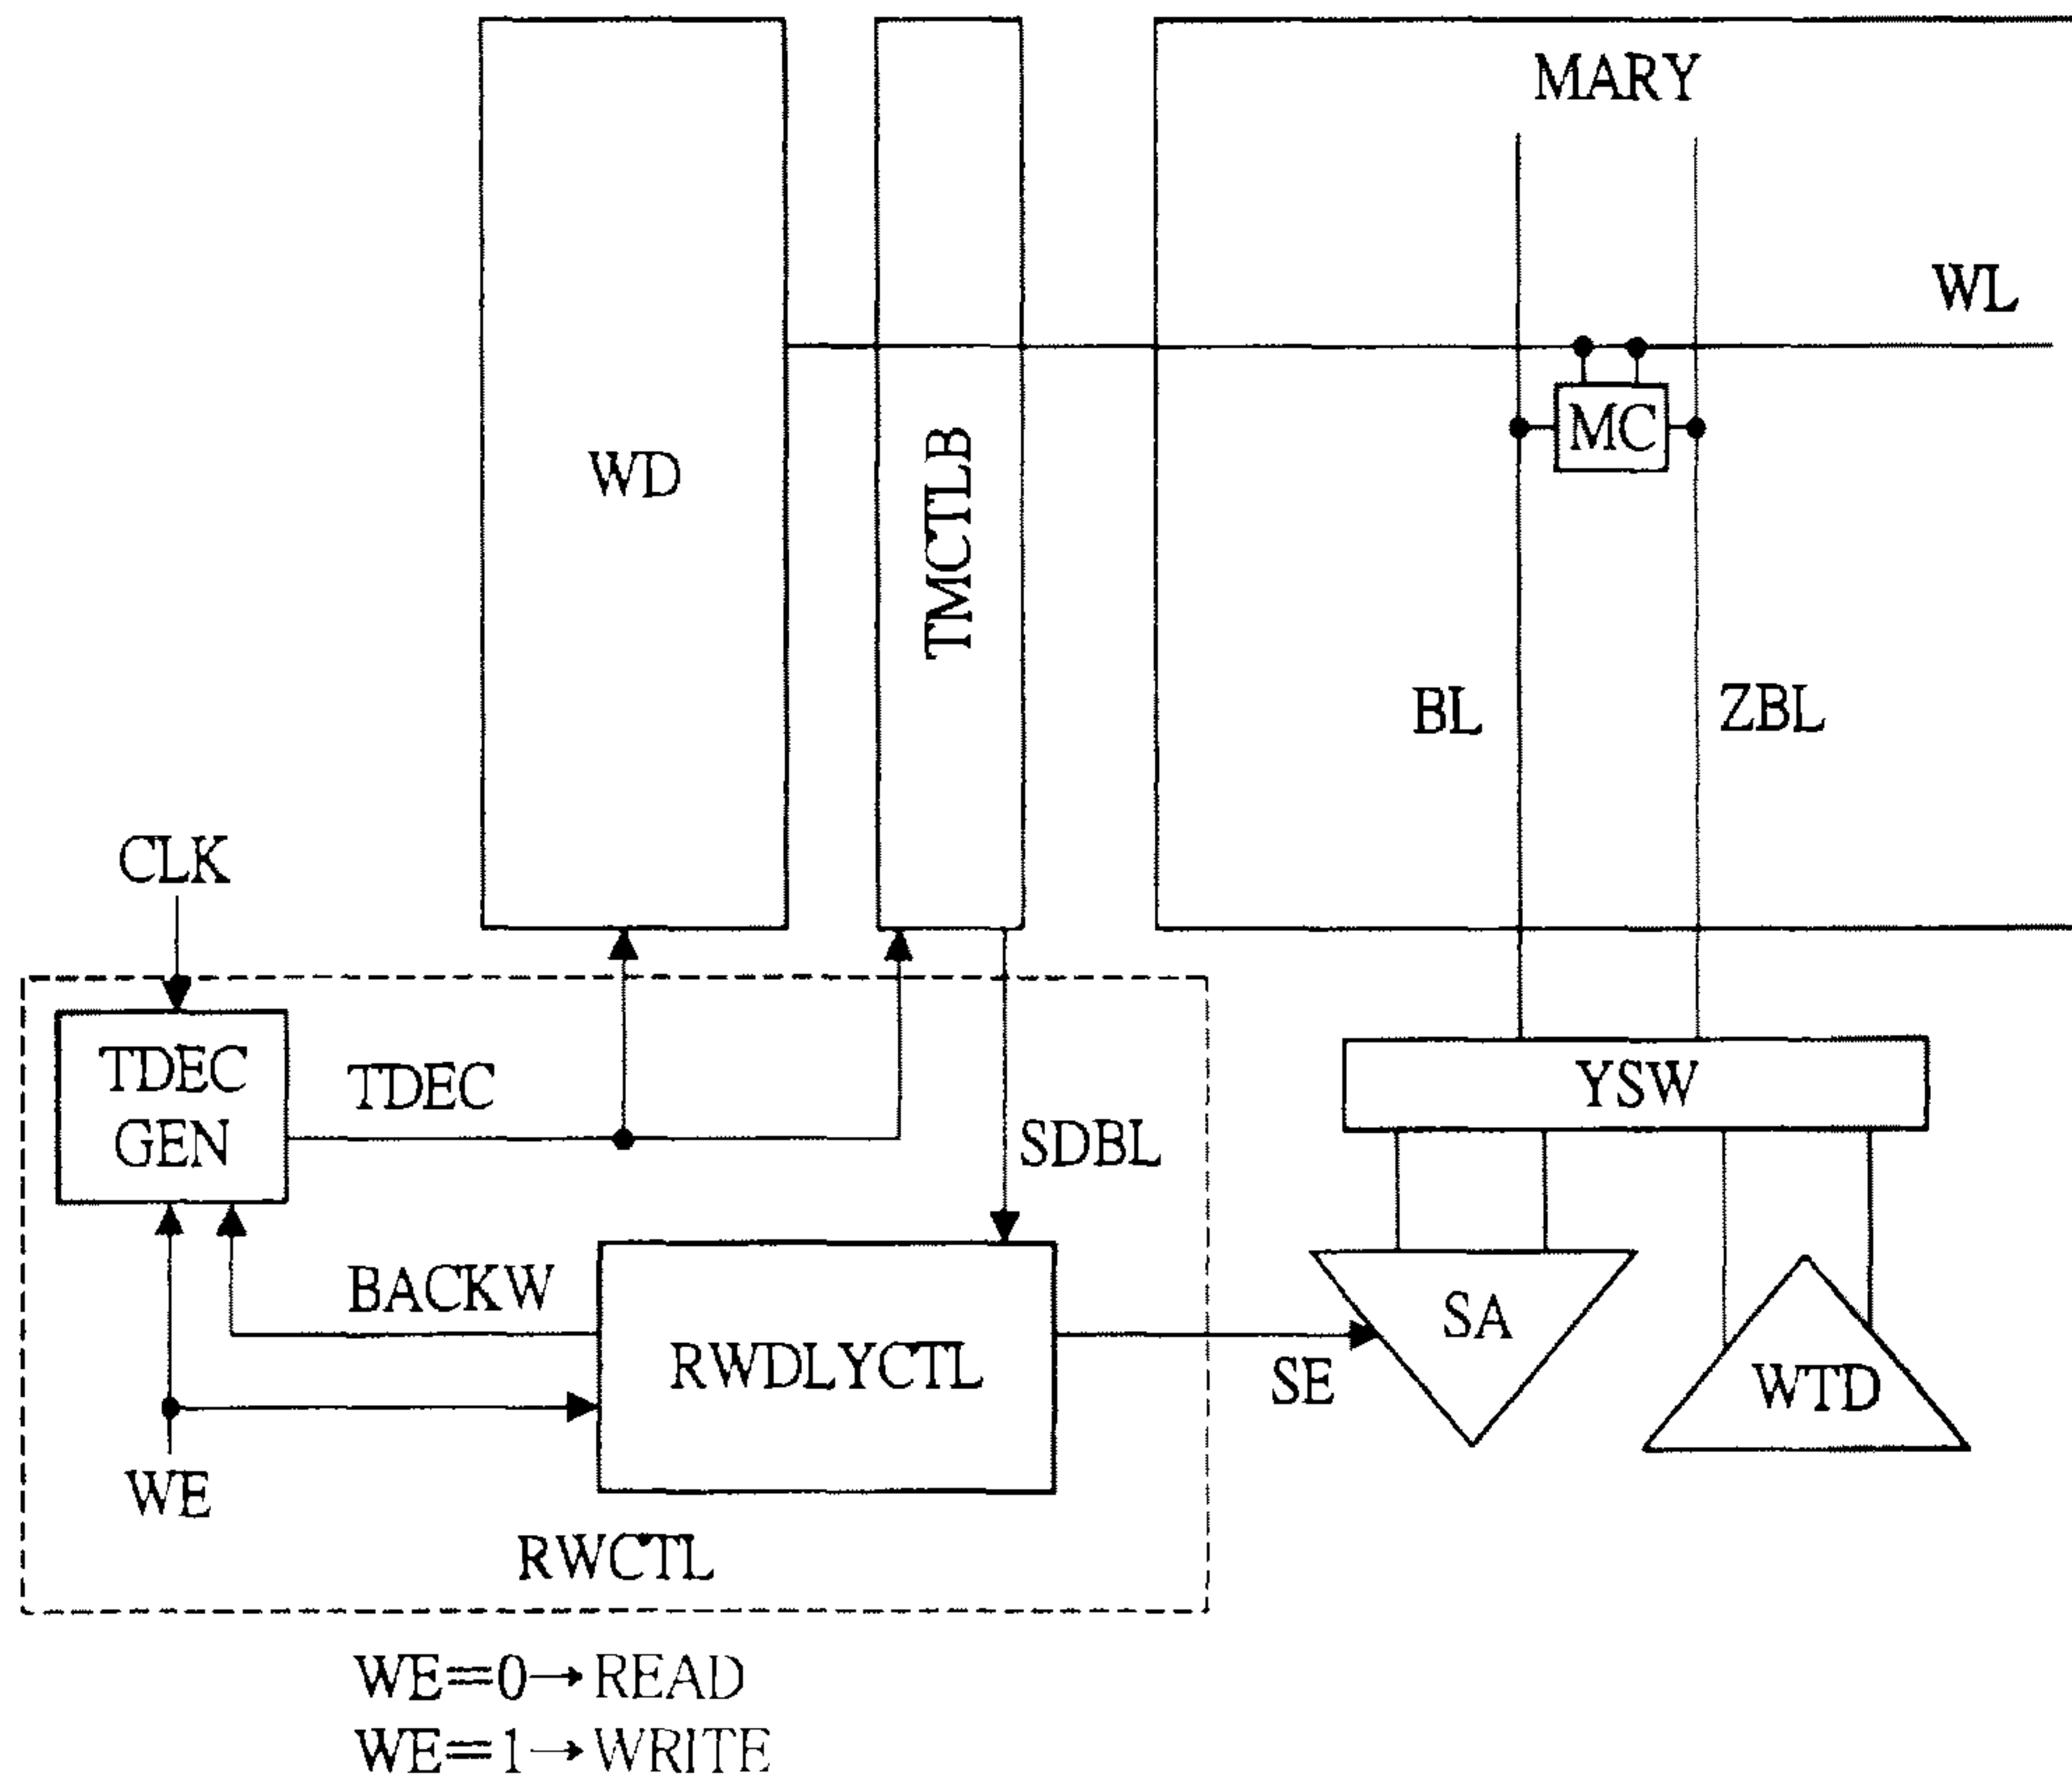 MARY
WL
MC
WD
TMCTLB
BL
ZBL
CLK
TDEC
GEN
TDEC
YSW
SDBL
BACKW
RWDLYCTL
SE
SA
WTD
WE
RWCTL
WE=0→READ
WE=1→WRITE